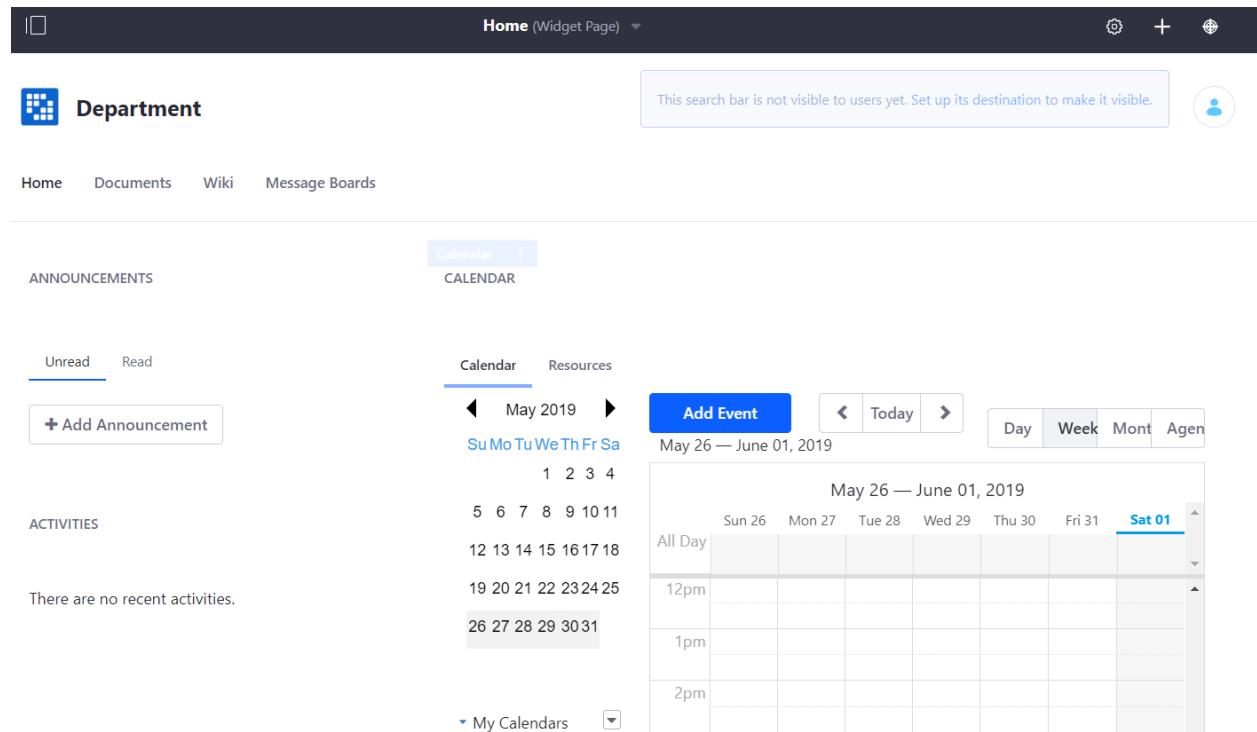 Home (Widget Page)
Department
This search bar is not visible to users yet. Set up its destination to make it visible.
Home Documents Wiki Message Boards
Calendar
ANNOUNCEMENTS
Unread Read
+ Add Announcement
ACTIVITIES
There are no recent activities.
CALENDAR
Calendar Resources
May 2019
Su Mo Tu We Th Fr Sa
1 2 3 4
5 6 7 8 9 10 11
12 13 14 15 16 17 18
19 20 21 22 23 24 25
26 27 28 29 30 31
My Calendars
Add Event Today Day Week Mont Agen
May 26 — June 01, 2019
May 26 — June 01, 2019
Sun 26 Mon 27 Tue 28 Wed 29 Thu 30 Fri 31 Sat 01
All Day
12pm
1pm
2pm